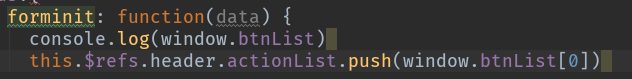 forminit: function(data) {
console.log(window.btnList)
this.$refs.header.actionList.push(window.btnList[0])